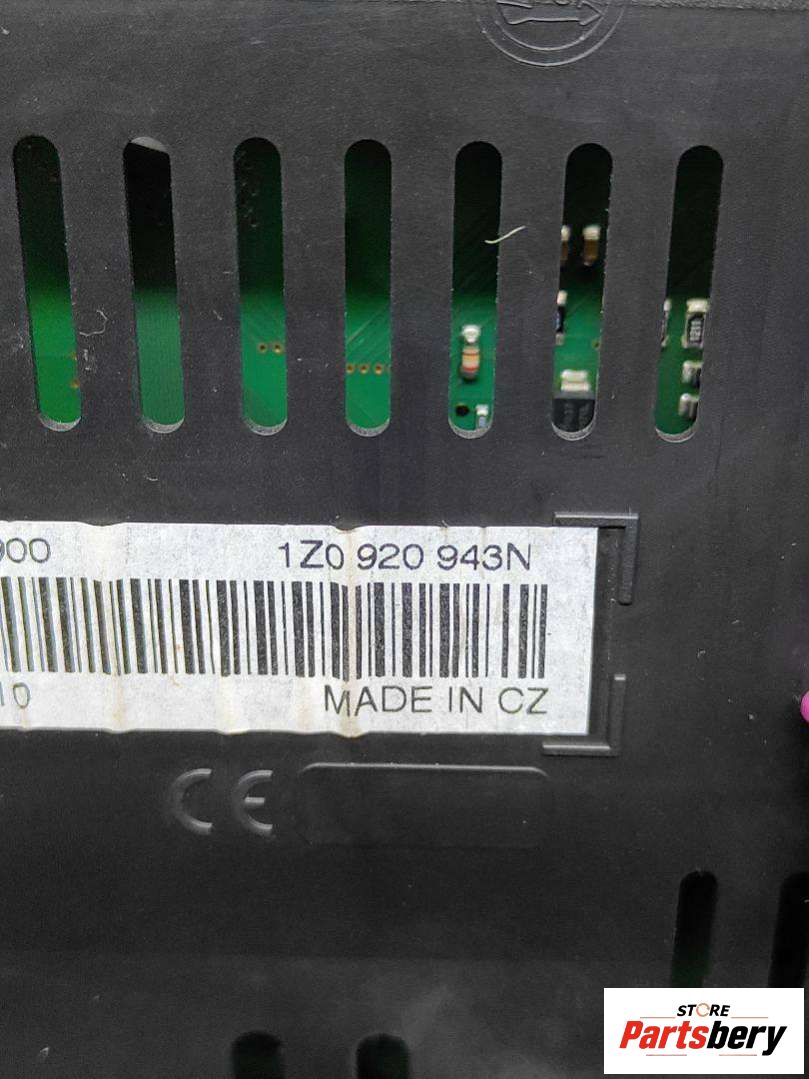 900 1Z0 920 943N
10 MADE IN CZ
CE
STORE
Partsbery